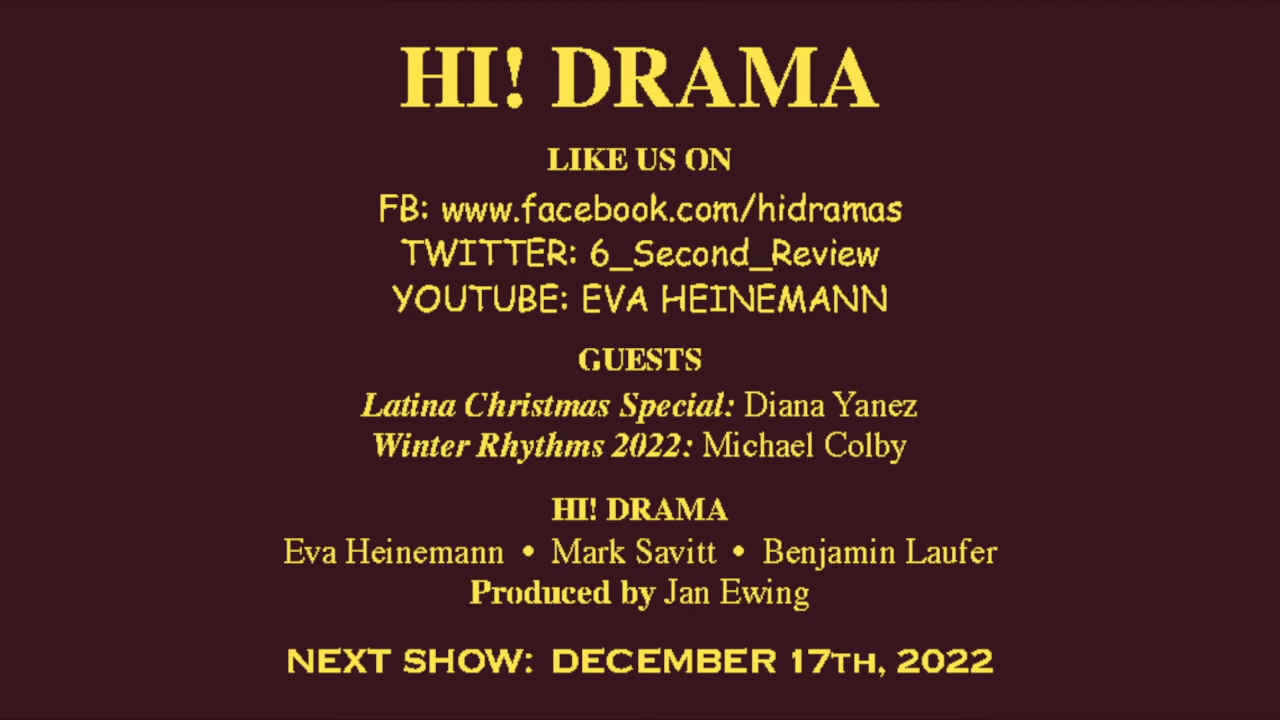 HI! DRAMA
LIKE US ON
FB: www.facebook.com/hidramas
TWITTER: 6_Second_Review
YOUTUBE: EVA HEINEMANN
GUESTS
Latina Christmas Special: Diana Yanez
Winter Rhythms 2022: Michael Colby
HI! DRAMA
Eva Heinemann • Mark Savitt • Benjamin Laufer
Produced by Jan Ewing
NEXT SHOW: DECEMBER 17TH, 2022